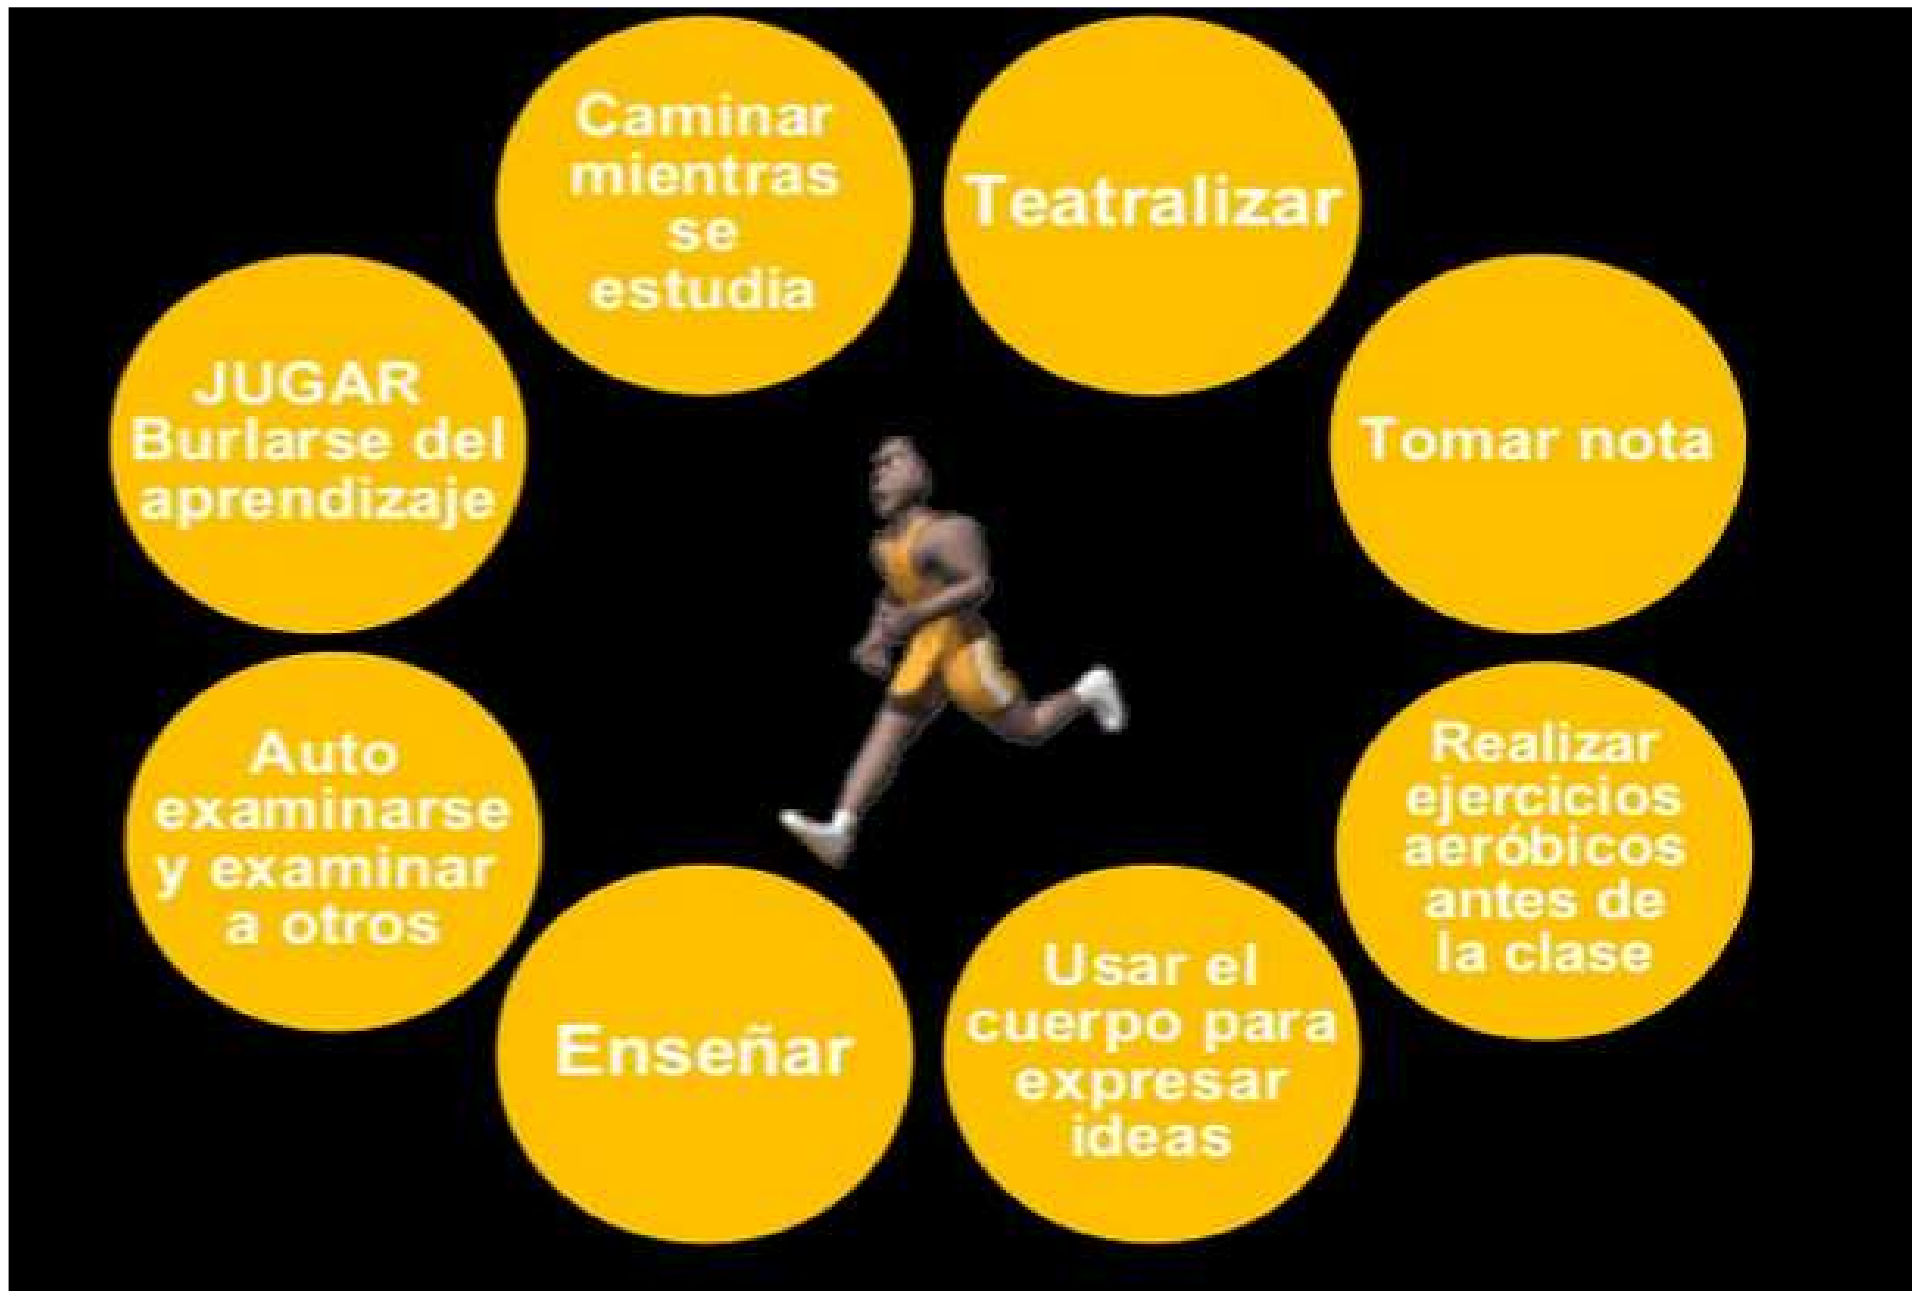 Caminar
mientras
se
estudia
Teatralizar
Tomar nota
Realizar
ejercicios
aeróbicos
antes de
la clase
Usar el
cuerpo para
expresar
ideas
Enseñar
Auto
examinarse
y examinar
a otros
JUGAR
Burlarse del
aprendizaje